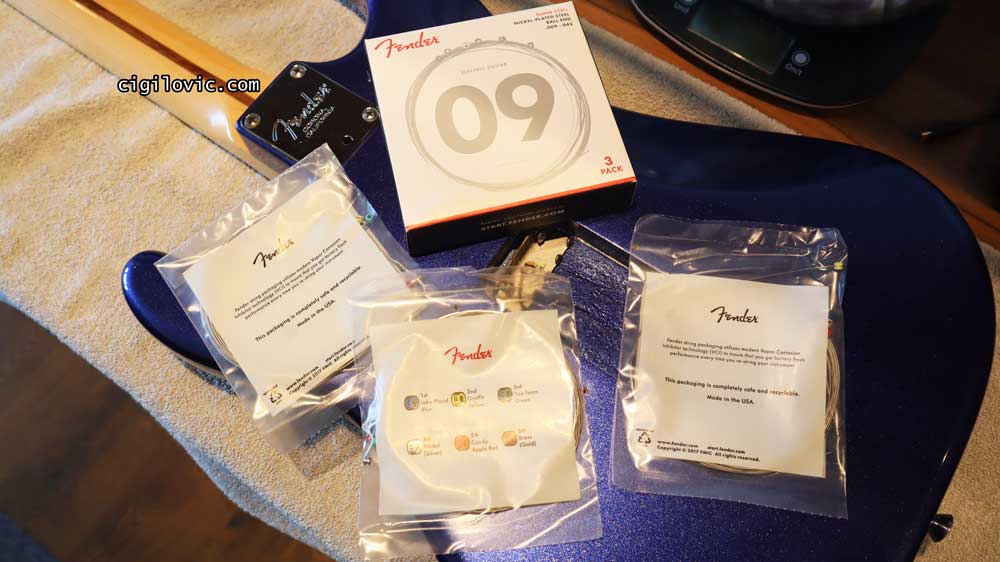 cigilovic.com
Fender
CORONA,
CALIFORNIA
Fender
SUPER 250's
NICKEL-PLATED STEEL
BALL END
.009 - .042
ELECTRIC GUITAR
09
3
PACK
START.FENDER.COM
Fender
Fender string packaging utilizes modern Vapor Corrosion
Inhibitor technology (VCI) to insure that you get factory fresh
performance every time you re-string your instrument
This packaging is completely safe and recyclable.
Made in the USA.
www.fender.com start.fender.com
Copyright © 2017 FMIC All rights reserved.
Fender
1st
Lake Placid
Blue
2nd
Graffiti
Yellow
3rd
Sea Foam
Green
4th
Nickel
(Silver)
5th
Candy
Apple Red
6th
Brass
(Gold)
Fender
Fender string packaging utilizes modern Vapor Corrosion
Inhibitor technology (VCI) to insure that you get factory fresh
performance every time you re-string your instrument
This packaging is completely safe and recyclable.
Made in the USA.
www.fender.com start.fender.com
Copyright © 2017 FMIC All rights reserved.